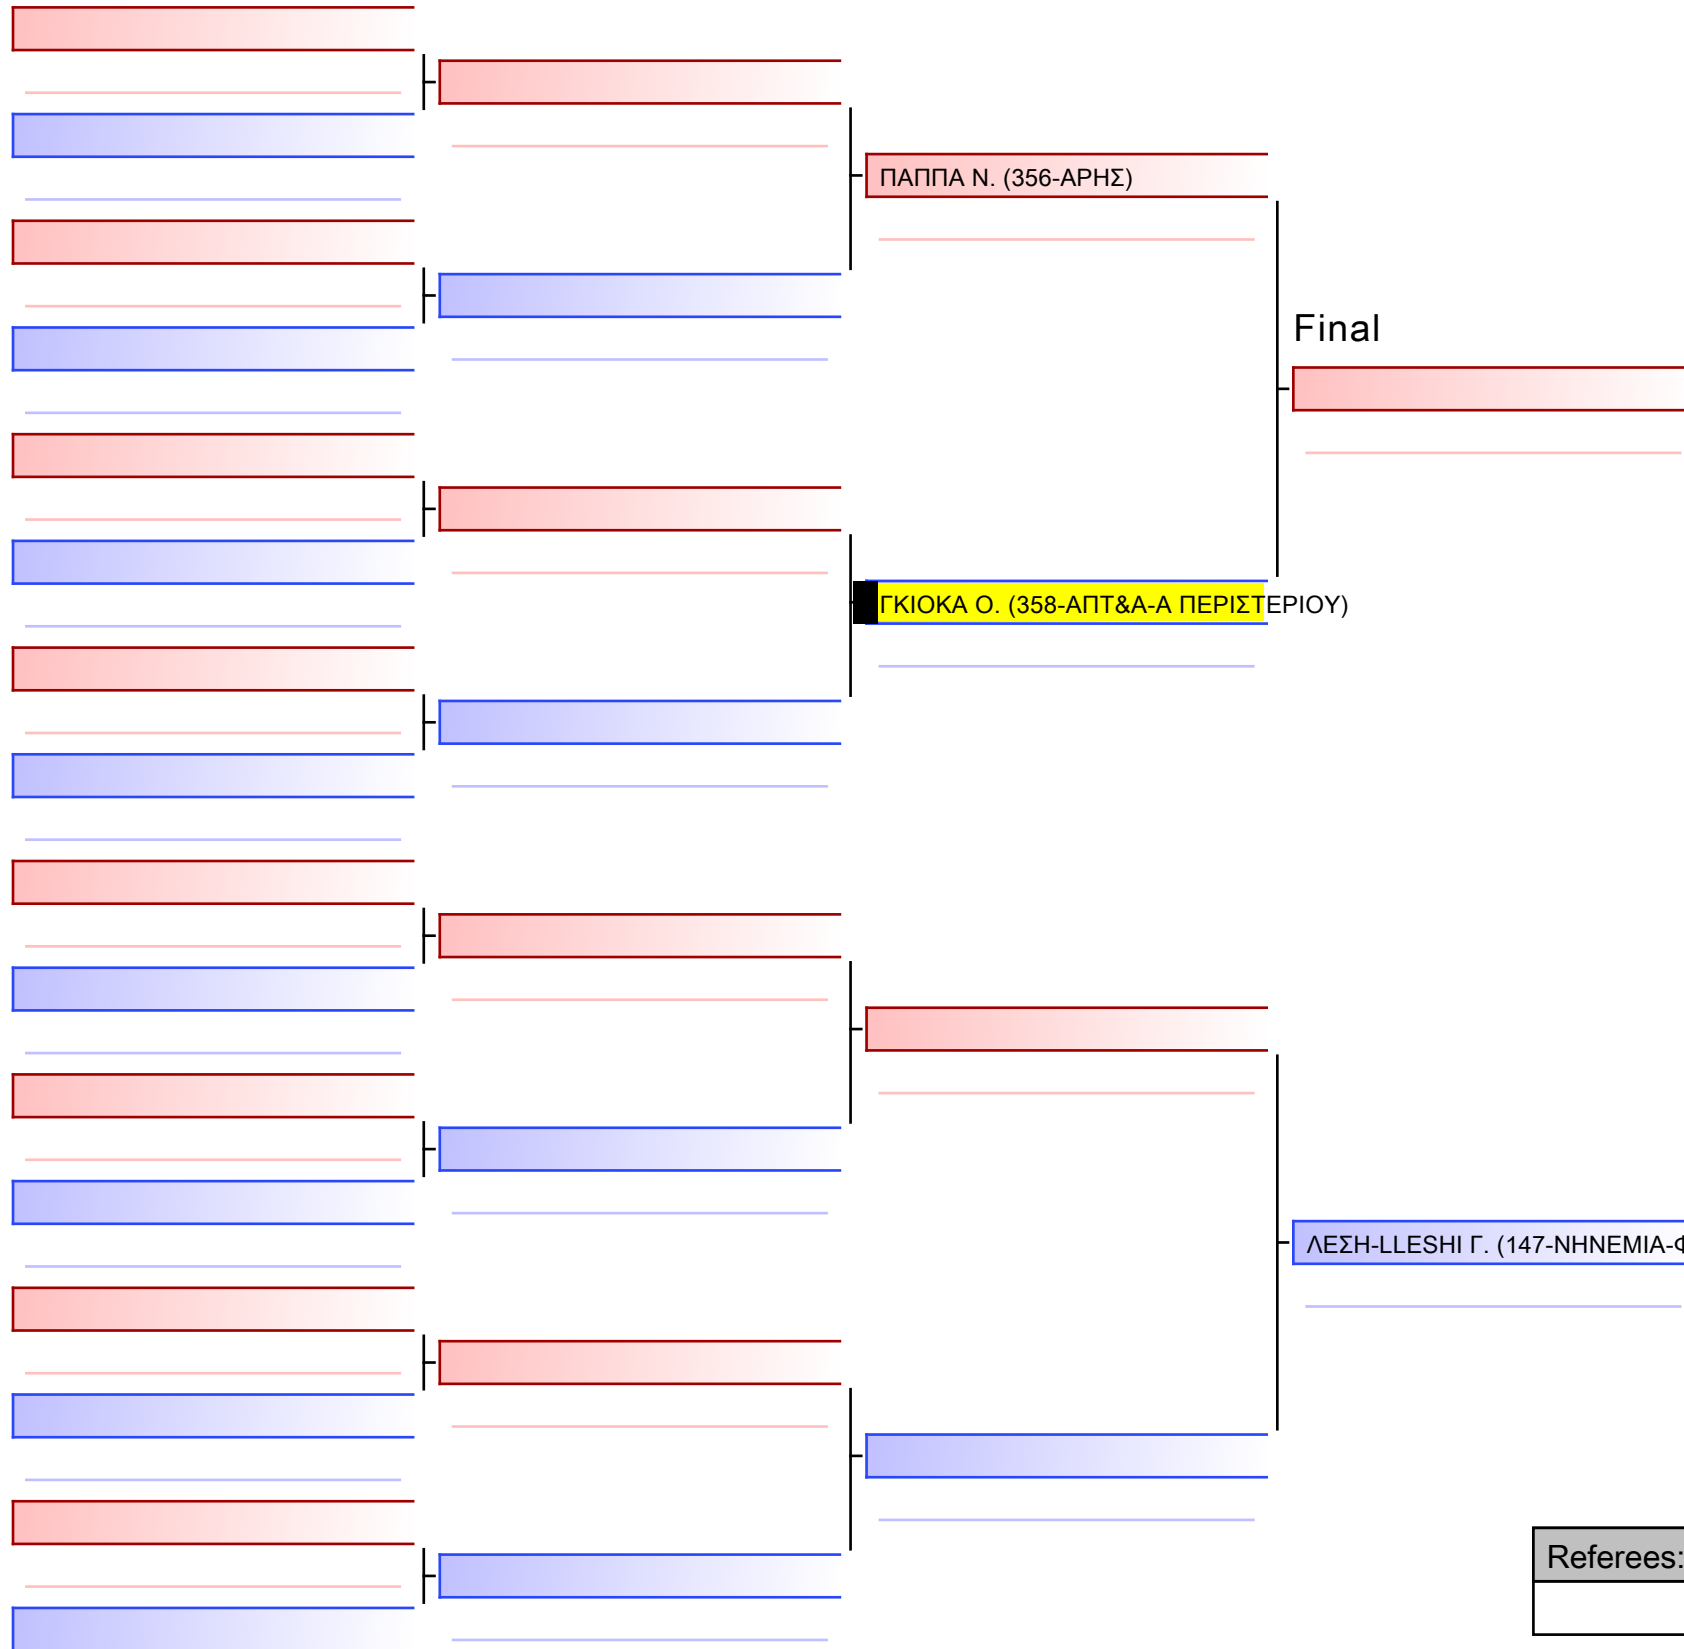 ΠΑΠΠΑ Ν. (356-ΑΡΗΣ)
Final
ΓΚΙΟΚΑ Ο. (358-ΑΠΤ&Α-Α ΠΕΡΙΣΤΕΡΙΟΥ)
ΛΕΣΗ-LLESHI Γ. (147-ΝΗΝΕΜΙΑ-
Referees: